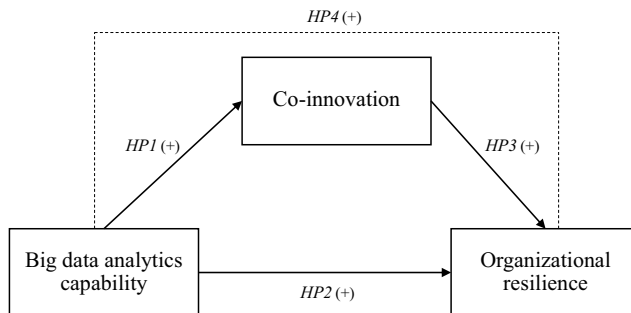 HP4 (+)
Co-innovation
HP1 (+)
HP3 (+)
Big data analytics
capability
Organizational
resilience
HP2 (+)